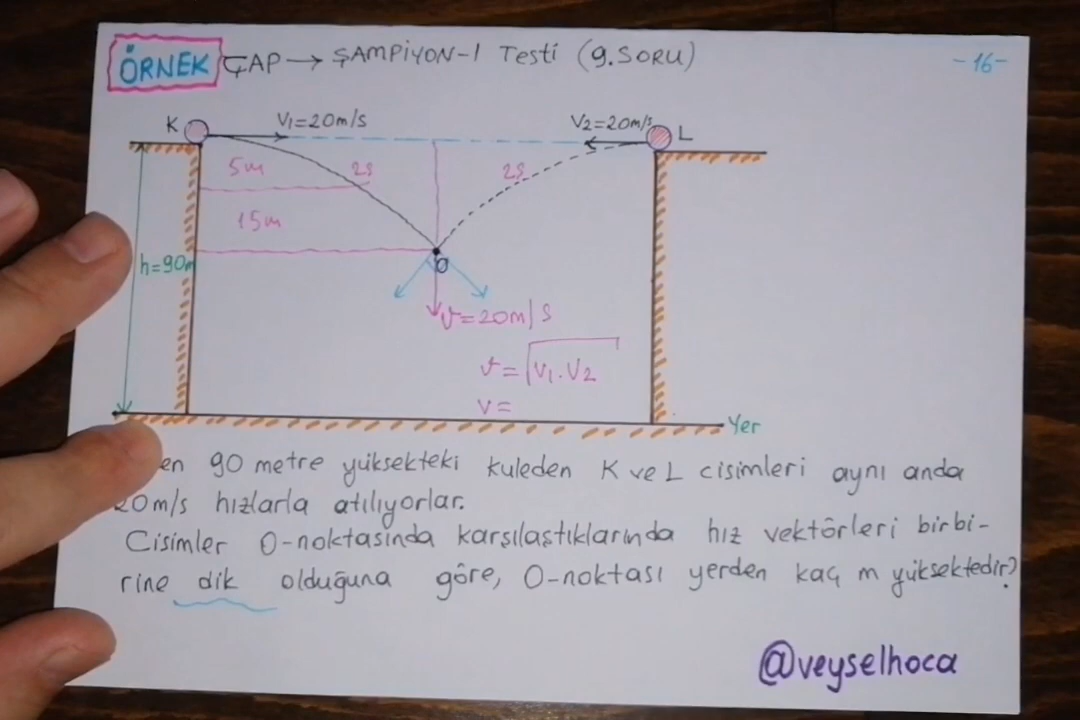 ÖRNEK ÇAP → ŞAMPİYON-1 Testi (9.SORU) -16-
K V1=20m/s V2=20m/s L
5m 2s 2s
15m
h=90m O
v=20m/s
v=√V1.V2
v=
Yer
90 metre yüksekteki kuleden K ve L cisimleri aynı anda
20m/s hızlarla atılıyorlar.
Cisimler O-noktasında karşılaştıklarında hız vektörleri birbi-
rine dik olduğuna göre, O-noktası yerden kaç m yüksektedir?
@veyselhoca